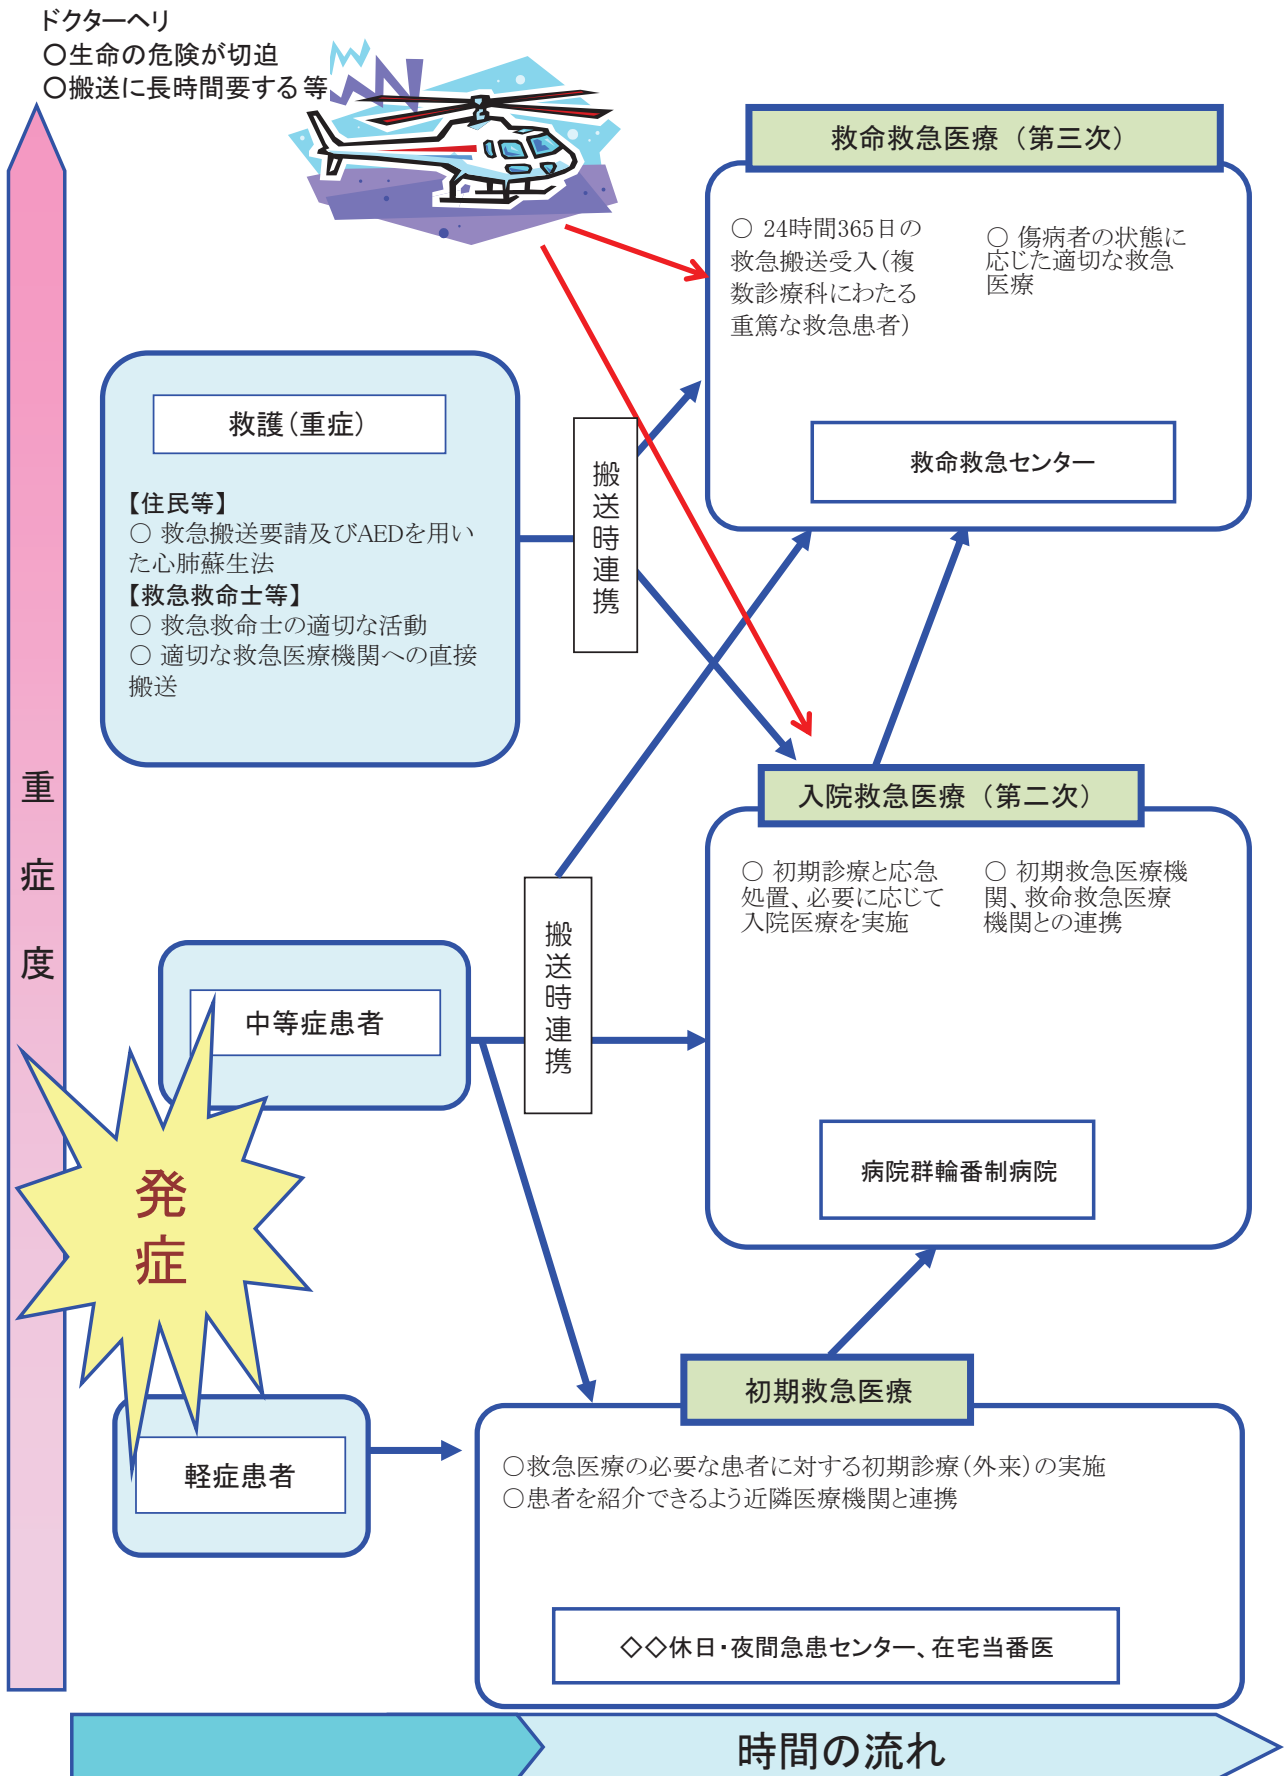 ドクターヘリ
〇生命の危険が切迫
〇搬送に長時間要する等
救命救急医療（第三次）
○ 24時間365日の
救急搬送受入（複
数診療科にわたる
重篤な救急患者）
○ 傷病者の状態に
応じた適切な救急
医療
救命救急センター
救護（重症）
【住民等】
○ 救急搬送要請及びAEDを用い
た心肺蘇生法
【救急救命士等】
○ 救急救命士の適切な活動
○ 適切な救急医療機関への直接
搬送
搬送時連携
重症度
入院救急医療（第二次）
○ 初期診療と応急
処置、必要に応じて
入院医療を実施
○ 初期救急医療機
関、救命救急医療
機関との連携
病院群輪番制病院
搬送時連携
中等症患者
発症
初期救急医療
○救急医療の必要な患者に対する初期診療（外来）の実施
○患者を紹介できるよう近隣医療機関と連携
◇◇休日・夜間急患センター、在宅当番医
軽症患者
時間の流れ